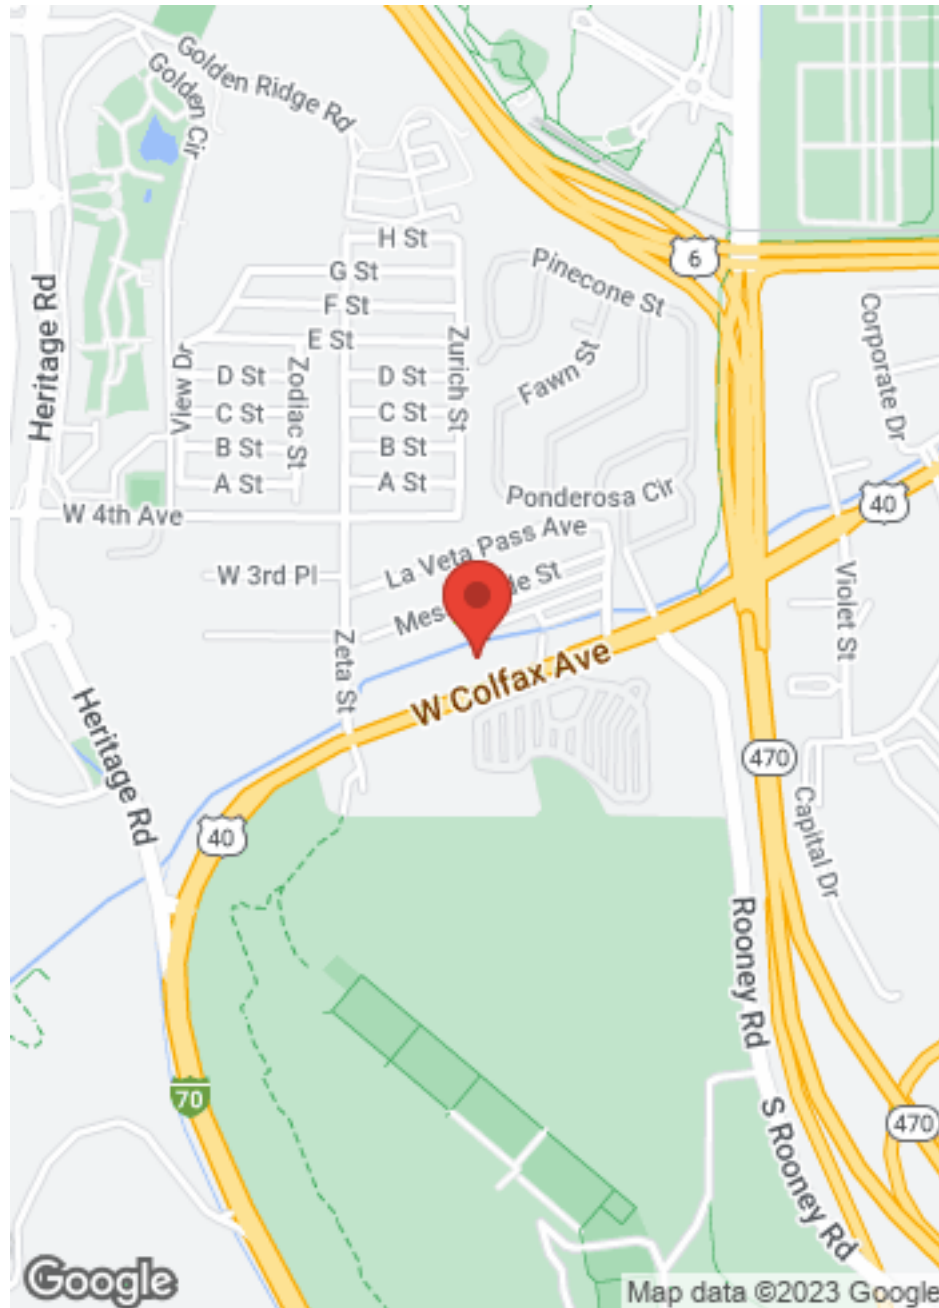 Golden Ridge Rd
Golden Cir
H St
G St
F St
E St
D St
C St
B St
A St
D St
C St
B St
A St
Zodiac St
Zurich St
View Dr
Heritage Rd
Pinecone St
Fawn St
6
Corporate Dr
Ponderosa Cir
40
W 4th Ave
La Veta Pass Ave
W 3rd Pl
Zeta St
W Colfax Ave
Violet St
Heritage Rd
470
40
Capital Dr
Rooney Rd
70
S Rooney Rd
470
Google
Map data ©2023 Google